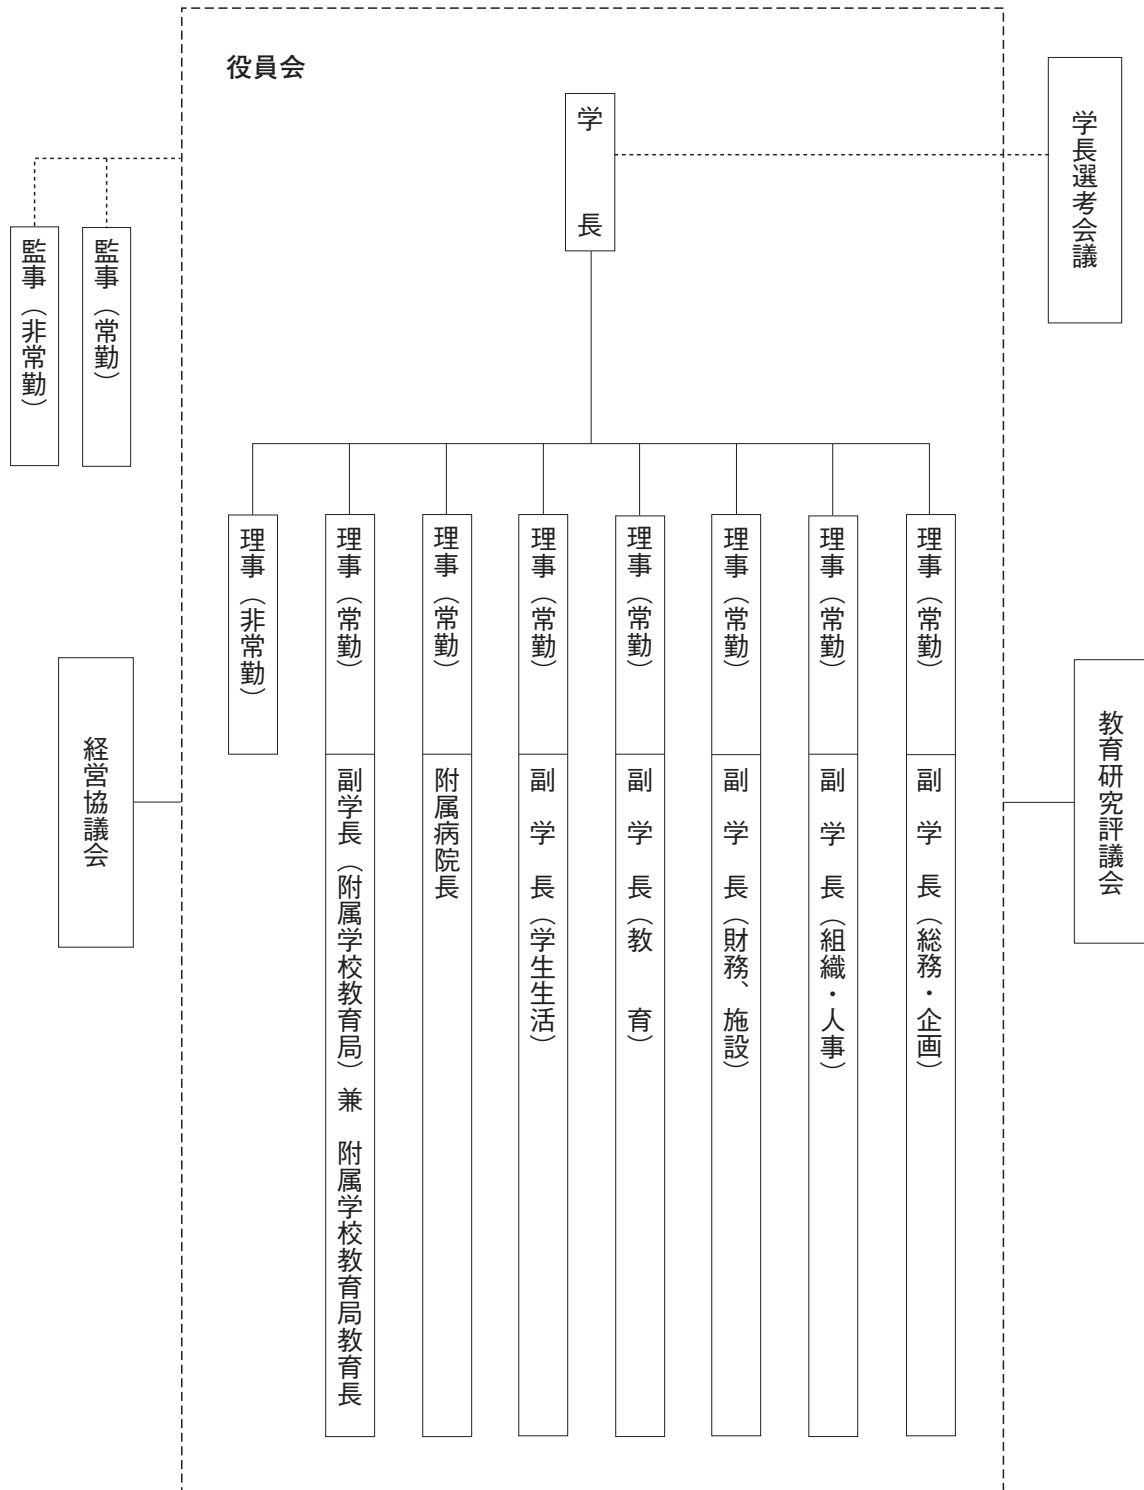 役員会
学長
学長選考会議
監事（常勤）
監事（非常勤）
理事（常勤）
副学長（総務・企画）
理事（常勤）
副学長（組織・人事）
理事（常勤）
副学長（財務、施設）
理事（常勤）
副学長（教育）
理事（常勤）
副学長（学生生活）
理事（常勤）
附属病院長
理事（常勤）
副学長（附属学校教育局）兼　附属学校教育局教育長
理事（非常勤）
教育研究評議会
経営協議会